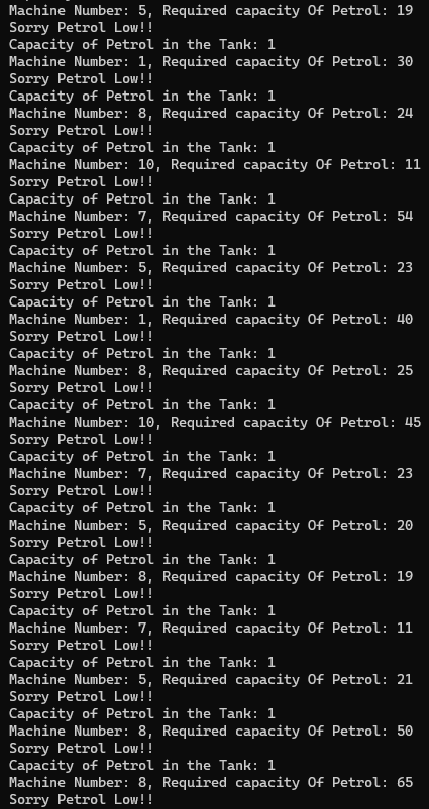 Machine Number: 5, Required capacity Of Petrol: 19
Sorry Petrol Low!!
Capacity of Petrol in the Tank: 1
Machine Number: 1, Required capacity Of Petrol: 30
Sorry Petrol Low!!
Capacity of Petrol in the Tank: 1
Machine Number: 8, Required capacity Of Petrol: 24
Sorry Petrol Low!!
Capacity of Petrol in the Tank: 1
Machine Number: 10, Required capacity Of Petrol: 11
Sorry Petrol Low!!
Capacity of Petrol in the Tank: 1
Machine Number: 7, Required capacity Of Petrol: 54
Sorry Petrol Low!!
Capacity of Petrol in the Tank: 1
Machine Number: 5, Required capacity Of Petrol: 23
Sorry Petrol Low!!
Capacity of Petrol in the Tank: 1
Machine Number: 1, Required capacity Of Petrol: 40
Sorry Petrol Low!!
Capacity of Petrol in the Tank: 1
Machine Number: 8, Required capacity Of Petrol: 25
Sorry Petrol Low!!
Capacity of Petrol in the Tank: 1
Machine Number: 10, Required capacity Of Petrol: 45
Sorry Petrol Low!!
Capacity of Petrol in the Tank: 1
Machine Number: 7, Required capacity Of Petrol: 23
Sorry Petrol Low!!
Capacity of Petrol in the Tank: 1
Machine Number: 5, Required capacity Of Petrol: 20
Sorry Petrol Low!!
Capacity of Petrol in the Tank: 1
Machine Number: 8, Required capacity Of Petrol: 19
Sorry Petrol Low!!
Capacity of Petrol in the Tank: 1
Machine Number: 7, Required capacity Of Petrol: 11
Sorry Petrol Low!!
Capacity of Petrol in the Tank: 1
Machine Number: 5, Required capacity Of Petrol: 21
Sorry Petrol Low!!
Capacity of Petrol in the Tank: 1
Machine Number: 8, Required capacity Of Petrol: 50
Sorry Petrol Low!!
Capacity of Petrol in the Tank: 1
Machine Number: 8, Required capacity Of Petrol: 65
Sorry Petrol Low!!